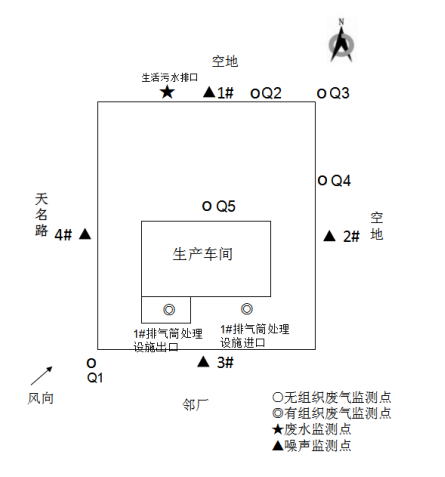 N
空地
生活污水排口
★ ▲1# Q2 Q3
Q4
天名路
4#▲
Q5
▲ 2#
空地
生产车间
1#排气筒处理
设施出口
1#排气筒处理
设施进口
Q1
▲ 3#
风向
邻厂
○无组织废气监测点
◎有组织废气监测点
★废水监测点
▲噪声监测点